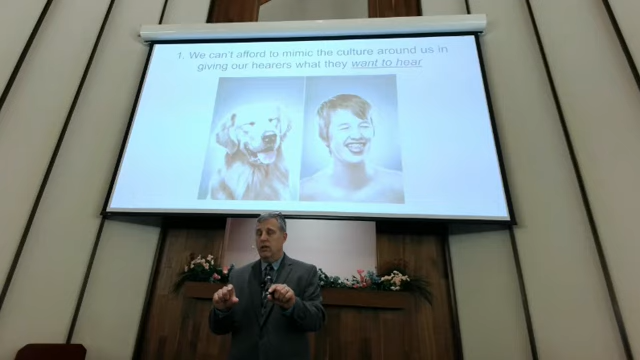 1. We can't afford to mimic the culture around us in
giving our hearers what they want to hear